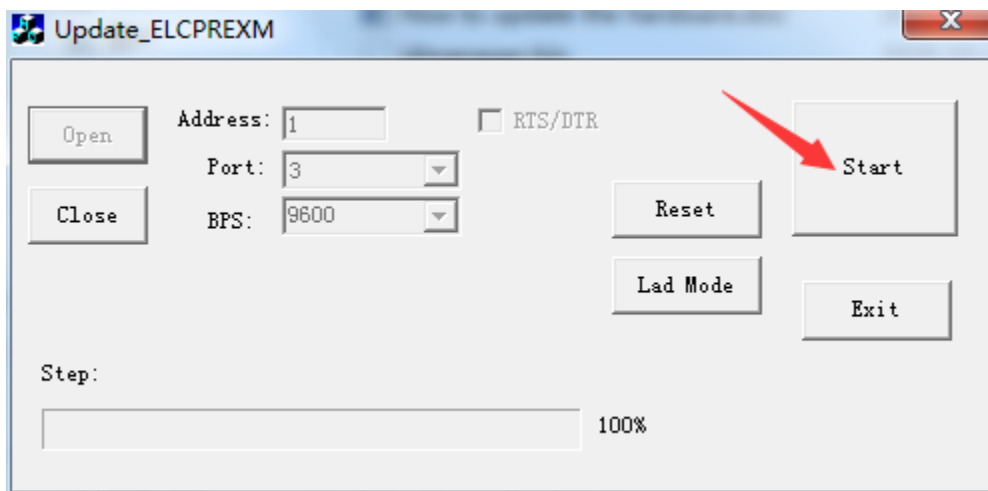 Update_ELCPREXM
Open
Address: 1
RTS/DTR
Start
Port: 3
Close
BPS: 9600
Reset
Lad Mode
Exit
Step:
100%